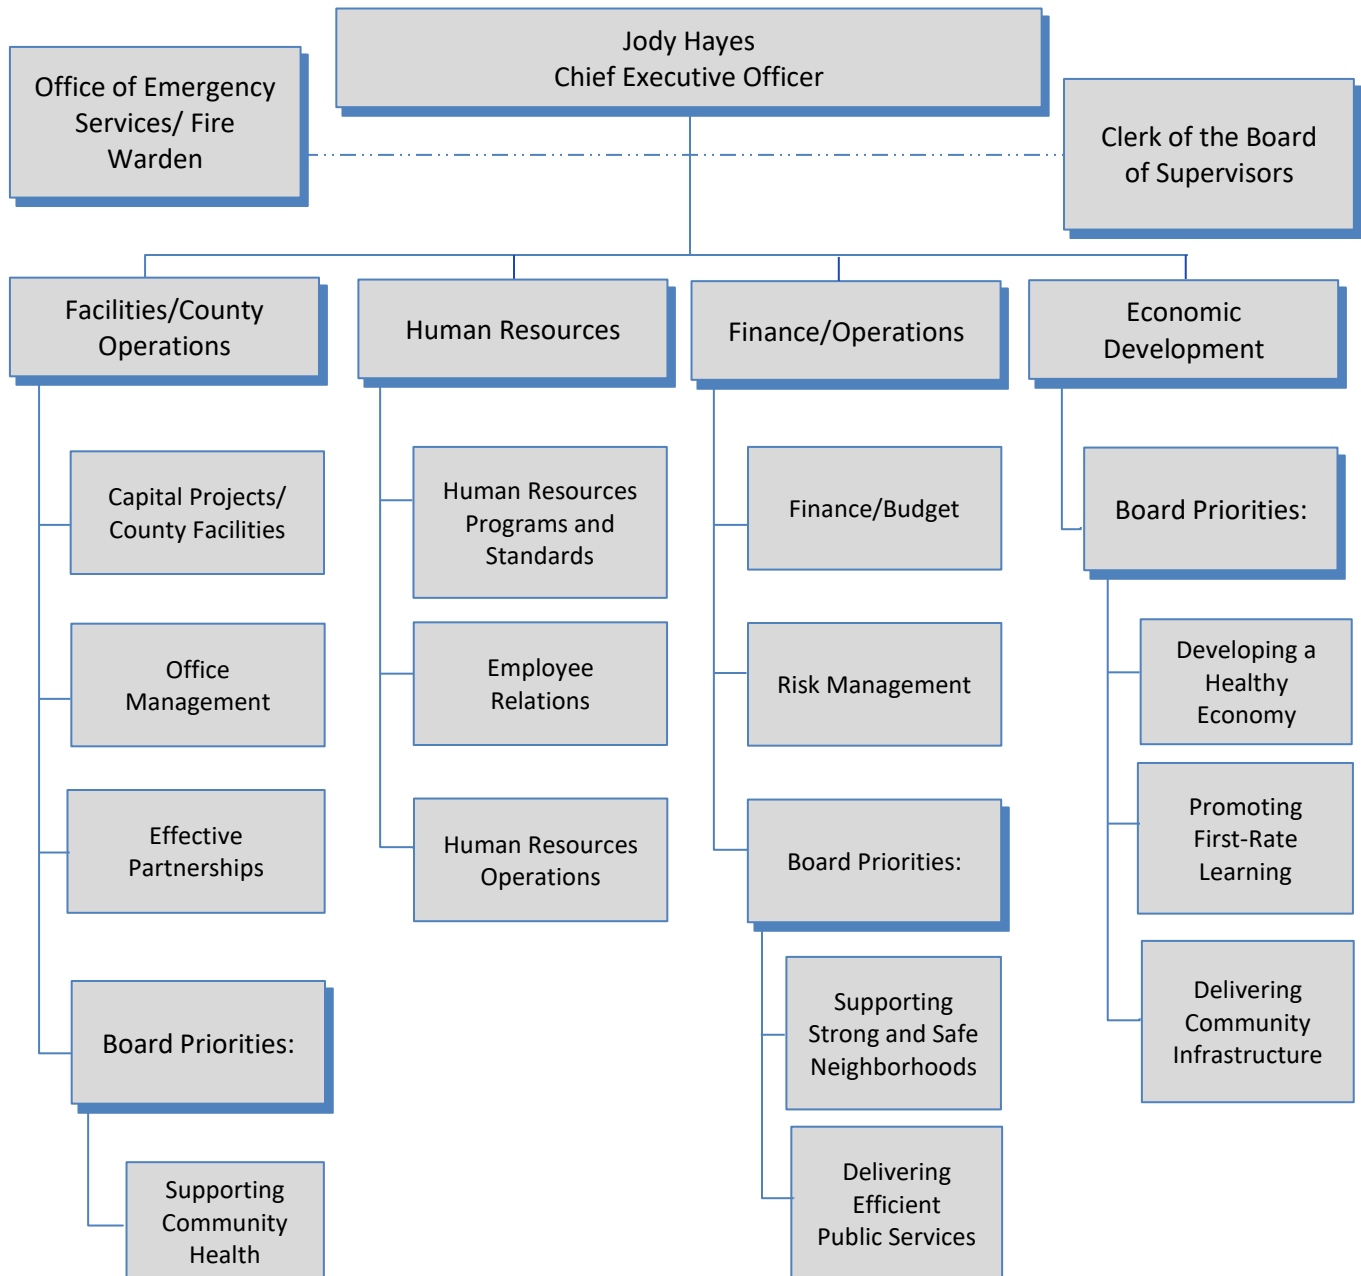 Jody Hayes
Chief Executive Officer
Office of Emergency
Services/ Fire
Warden
Clerk of the Board
of Supervisors
Facilities/County
Operations
Capital Projects/
County Facilities
Office
Management
Effective
Partnerships
Board Priorities:
Supporting
Community
Health
Human Resources
Human Resources
Programs and
Standards
Employee
Relations
Human Resources
Operations
Finance/Operations
Finance/Budget
Risk Management
Board Priorities:
Supporting
Strong and Safe
Neighborhoods
Delivering
Efficient
Public Services
Economic
Development
Board Priorities:
Developing a
Healthy
Economy
Promoting
First-Rate
Learning
Delivering
Community
Infrastructure